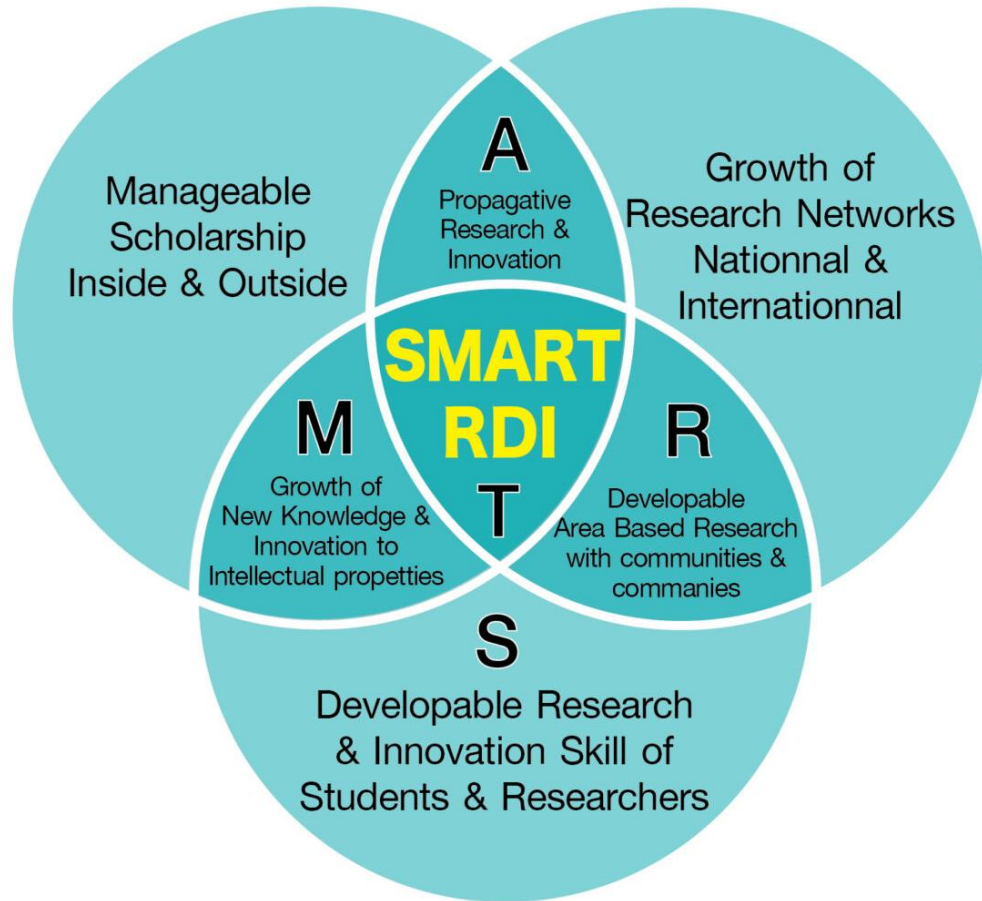 A
Propagative
Research &
Innovation
Manageable
Scholarship
Inside & Outside
Growth of
Research Networks
Nationnal &
Internationnal
SMART
RDI
T
M
Growth of
New Knowledge &
Innovation to
Intellectual propetties
R
Developable
Area Based Research
with communities &
commanies
S
Developable Research
& Innovation Skill of
Students & Researchers